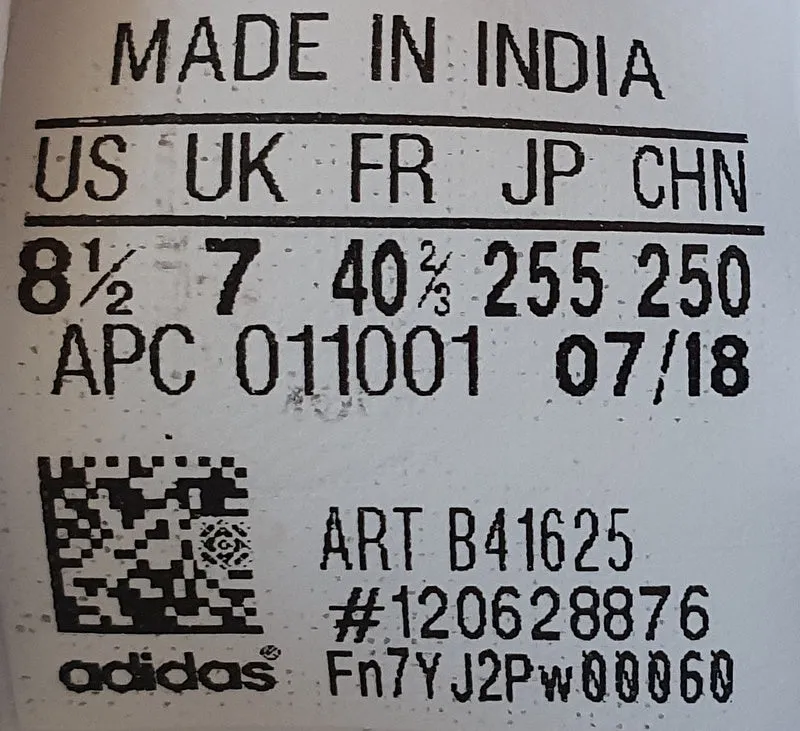 MADE IN INDIA
US UK FR JP CHN
8½ 7 40⅔ 255 250
APC 011001 07/18
ART B41625
#120628876
adidas Fn7YJ2Pw00060